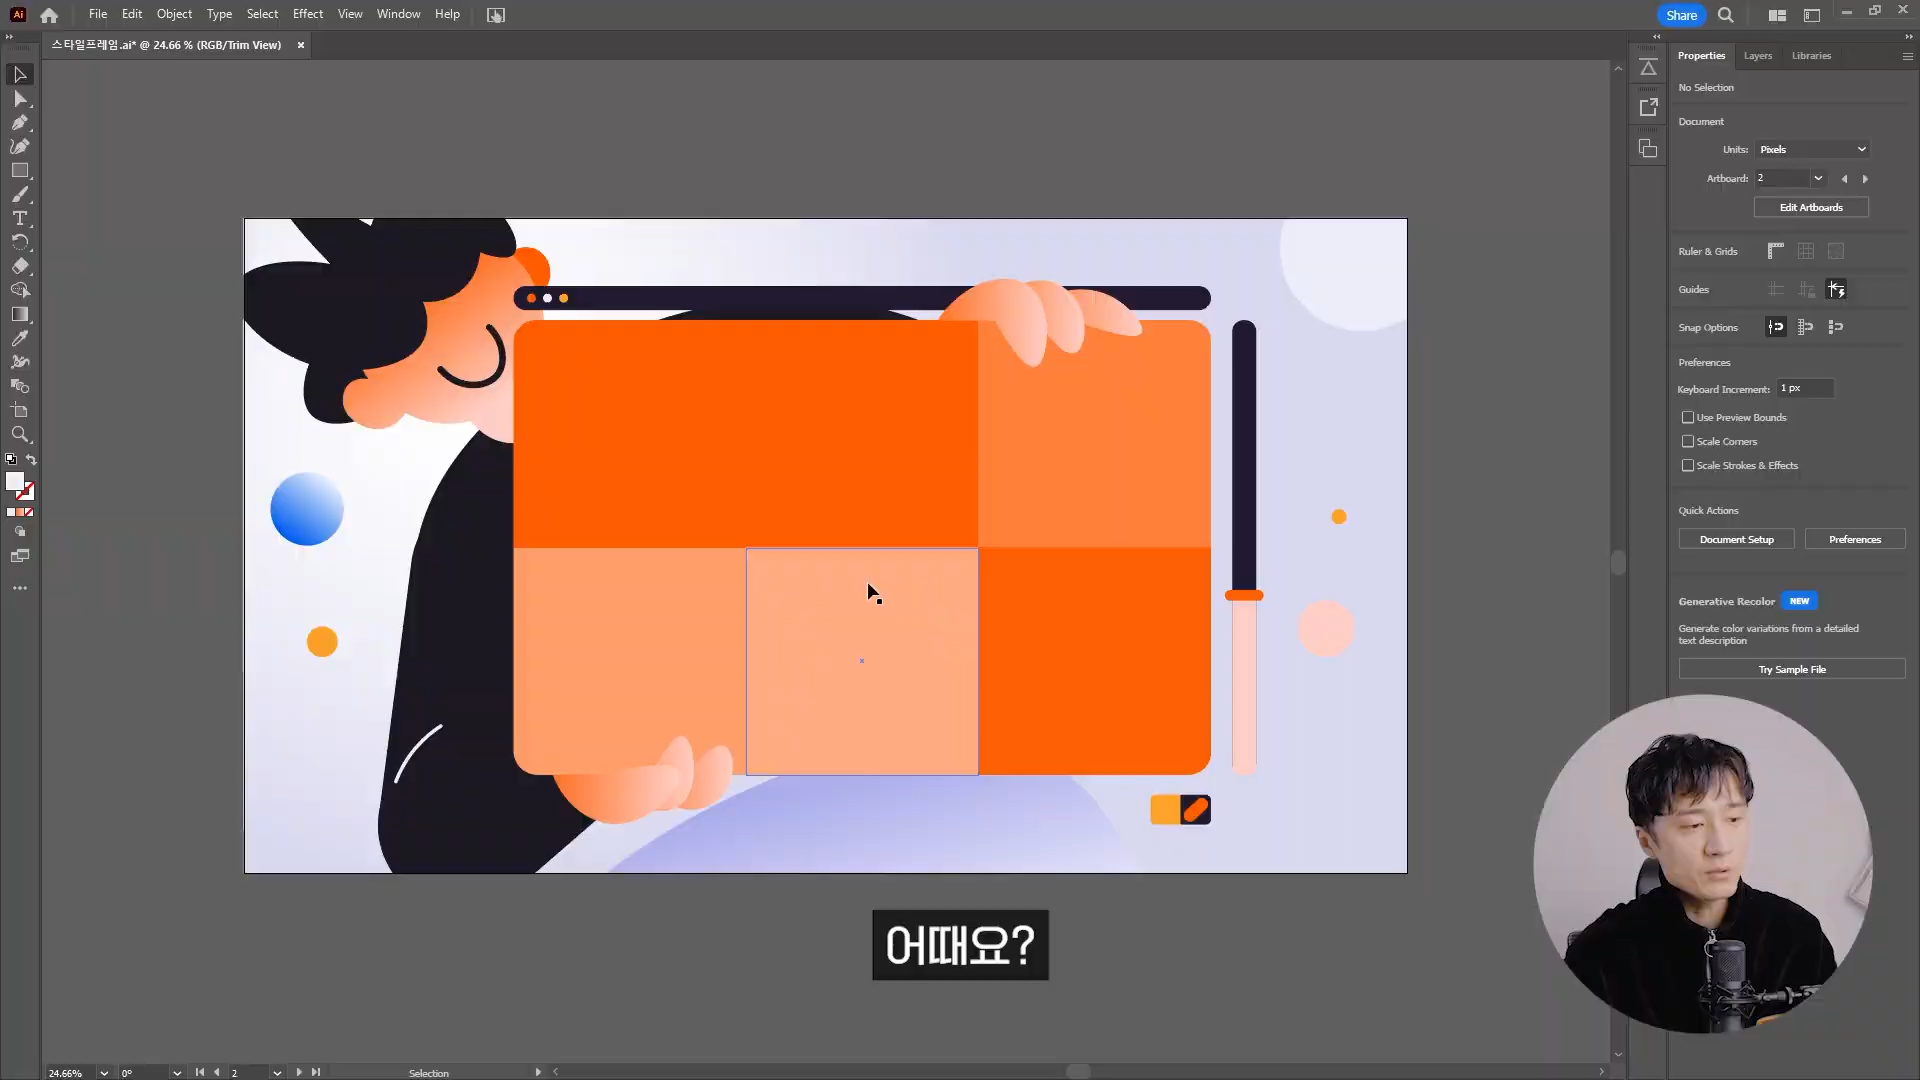 Ai File Edit Object Type Select Effect View Window Help Share
스타일프레임.ai* @ 24.66 % (RGB/Trim View) ×
Properties Layers Libraries
No Selection
Document
Units: Pixels
Artboard: 2
Edit Artboards
Ruler & Grids
Guides
Snap Options
Preferences
Keyboard Increment: 1 px
Use Preview Bounds
Scale Corners
Scale Strokes & Effects
Quick Actions
Document Setup Preferences
Generative Recolor NEW
Generate color variations from a detailed
text description
Try Sample File
어때요?
24.66% 0° 2 Selection